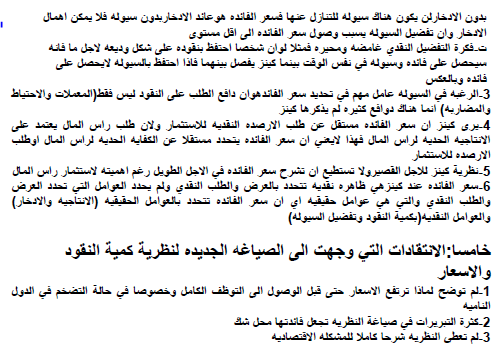 بدون الادخارلن يكون هناك سيوله للتنازل عنها فسعر الفائده هوعائد الادخاربدون سيوله فلا يمكن اهمال
الادخار وان تفضيل السيوله يسبب وصول سعر الفائده الى اقل مستوى
ت-فكرة التفضيل النقدي غامضه ومحيره فمثلا لوان شخصا احتفظ بنقوده على شكل وديعه لاجل ما فانه
سيحصل على فائده وسيوله في نفس الوقت بينما كينز يفصل بينهما فاذا احتفظ بالسيوله لايحصل على
فائده وبالعكس
3-الرغبه في السيوله عامل مهم في تحديد سعر الفائدهوان دافع الطلب على النقود ليس فقط(المعملات والاحتياط
والمضاربه) انما هناك دوافع كثيره لم يذكرها كينز
4-يرى كينز ان سعر الفائده مستقل عن طلب الارصده النقديه للاستثمار ولان طلب راس المال يعتمد على
الانتاجيه الحديه لراس المال فهذا لايعني ان سعر الفائده يتحدد مستقلا عن الكفايه الحديه لراس المال اوطلب
الارصده للاستثمار
5-نظرية كينز للاجل القصيرولا تستطيع ان تشرح سعر الفائده في الاجل الطويل رغم اهميته لاستثمار راس المال
6-سعر الفائده عند كينزهي ظاهره نقديه تتحدد بالعرض والطلب النقدي ولم يحدد العوامل التي تحدد العرض
والطلب النقدي والتي هي عوامل حقيقيه اي ان سعر الفائده تتحدد بالعوامل الحقيقيه (الانتاجيه والادخار)
والعوامل النقديه(بكمية النقود وتفضيل السيوله)
خامسا:الانتقادات التي وجهت الى الصياغه الجديده لنظرية كمية النقود
والاسعار
1-لم توضح لماذا ترتفع الاسعار حتى قبل الوصول الى التوظف الكامل وخصوصا في حالة التضخم في الدول
الناميه
2-كثرة التبريرات في صياغة النظريه تجعل فائدتها محل شك
3-لم تعطي النظريه شرحا كاملا للمشكله الاقتصاديه